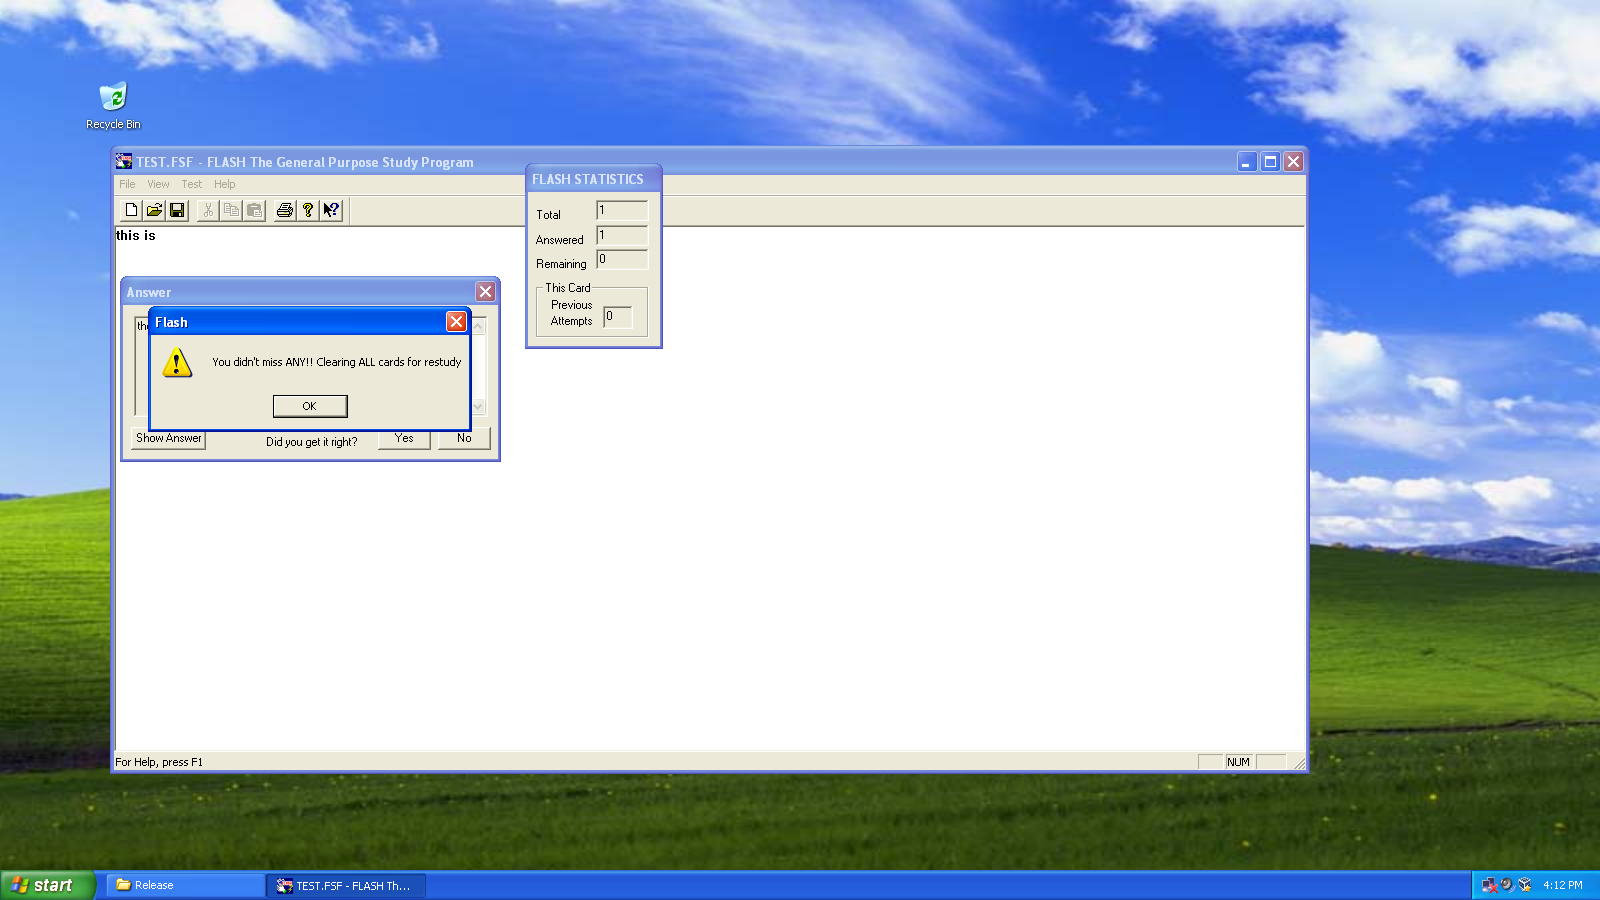 Recycle Bin
TEST.FSF - FLASH The General Purpose Study Program
File View Test Help
this is
FLASH STATISTICS
Total 1
Answered 1
Remaining 0
This Card
Previous
Attempts 0
Answer
Flash
You didn't miss ANY!! Clearing ALL cards for restudy
OK
Show Answer Did you get it right? Yes No
For Help, press F1
NUM
start
Release
TEST.FSF - FLASH Th...
4:12 PM